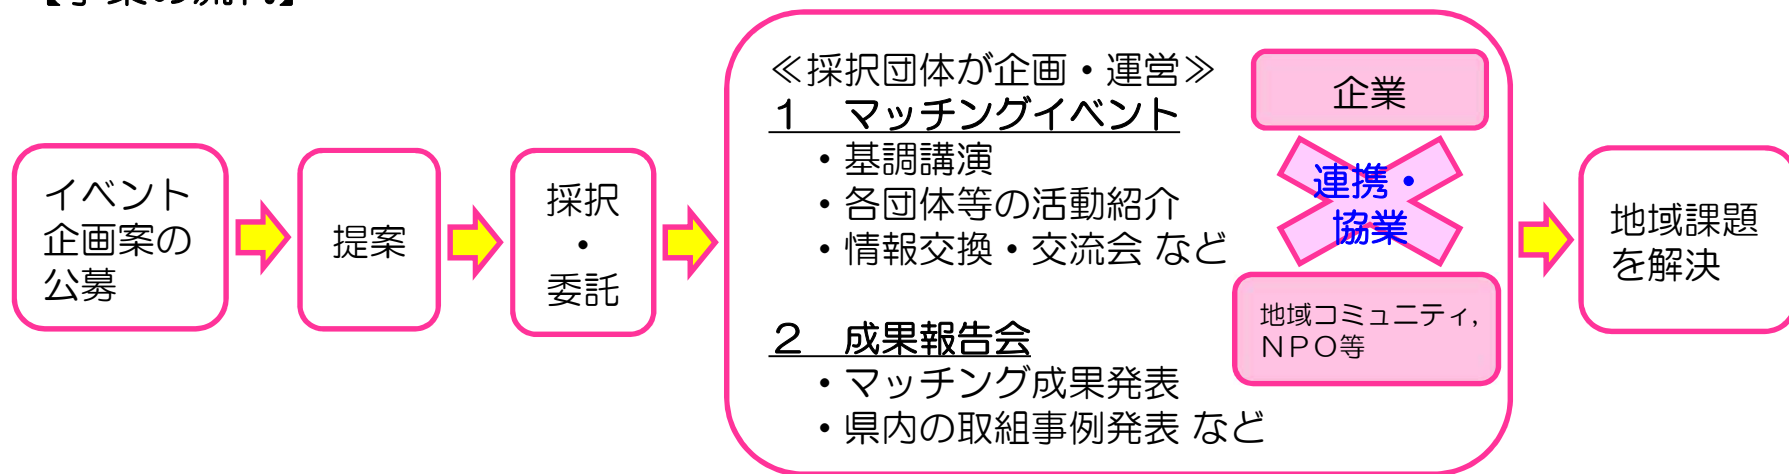 【事業の流れ】
イベント
企画案の
公募
提案
採択
・
委託
≪採択団体が企画・運営≫
１　マッチングイベント
・基調講演
・各団体等の活動紹介
・情報交換・交流会 など
２　成果報告会
・マッチング成果発表
・県内の取組事例発表 など
企業
連携・
協業
地域コミュニティ,
ＮＰＯ等
地域課題
を解決